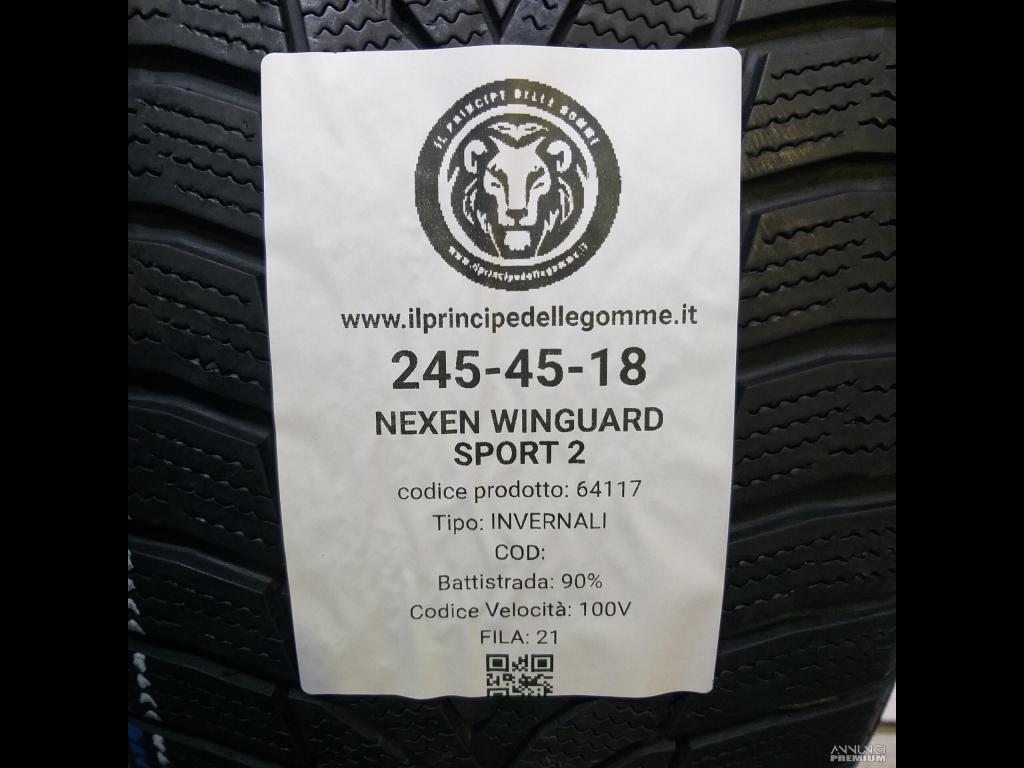 IL PRINCIPE DELLE GOMME
www.ilprincipedellegomme.it
www.ilprincipedellegomme.it
245-45-18
NEXEN WINGUARD
SPORT 2
codice prodotto: 64117
Tipo: INVERNALI
COD:
Battistrada: 90%
Codice Velocità: 100V
FILA: 21
ANNUNCI
PREMIUM